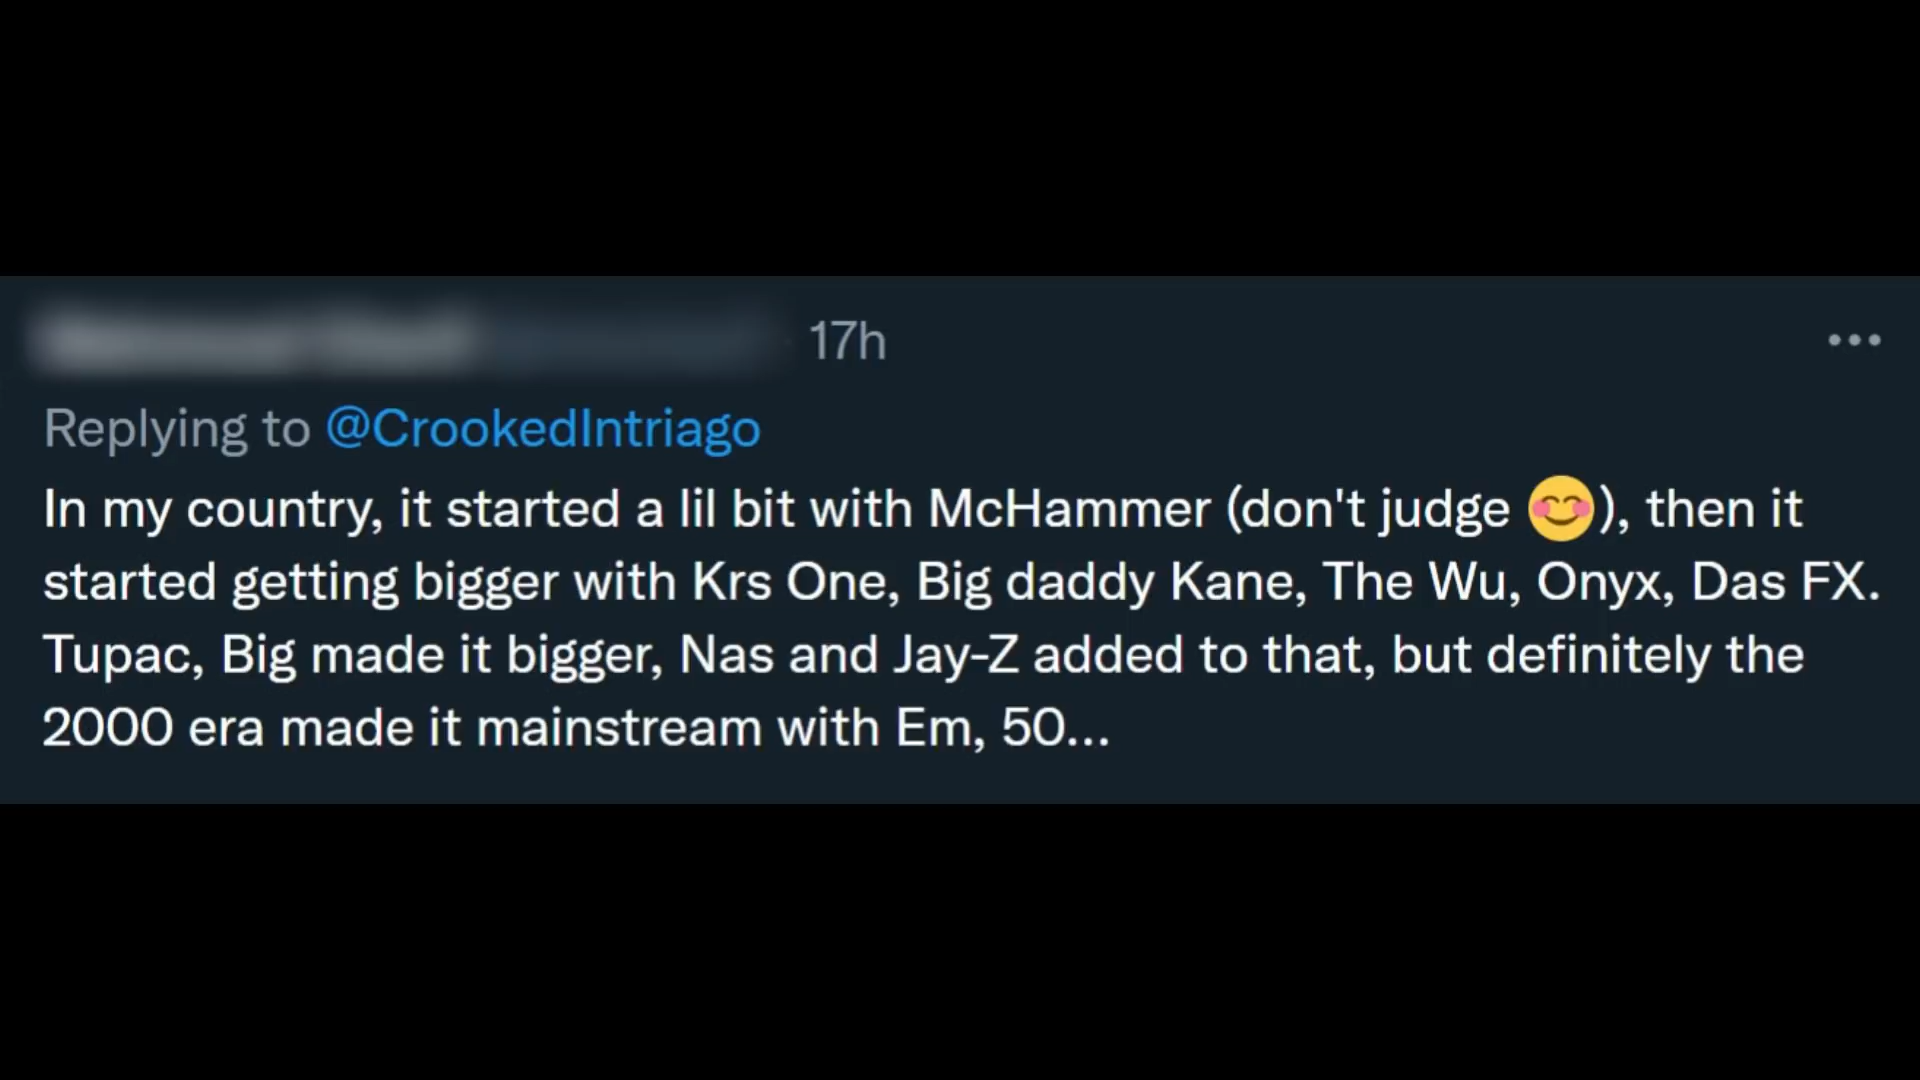 17h
Replying to @CrookedIntriago
In my country, it started a lil bit with McHammer (don't judge 😊), then it
started getting bigger with Krs One, Big daddy Kane, The Wu, Onyx, Das FX.
Tupac, Big made it bigger, Nas and Jay-Z added to that, but definitely the
2000 era made it mainstream with Em, 50...